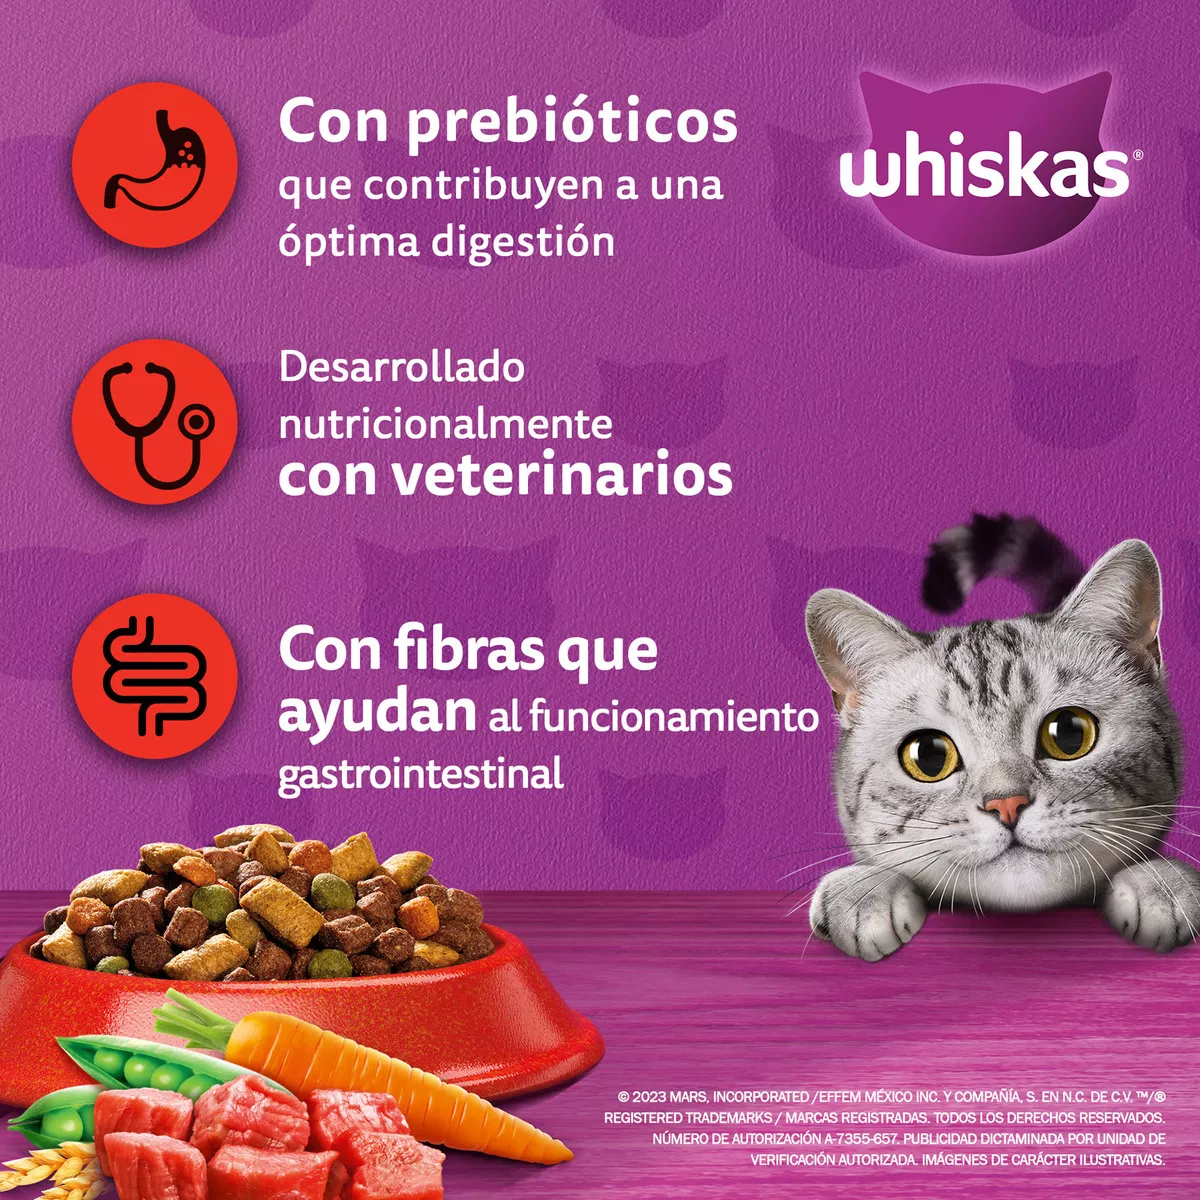 Con prebióticos
que contribuyen a una
óptima digestión
whiskas®
Desarrollado
nutricionalmente
con veterinarios
Con fibras que
ayudan al funcionamiento
gastrointestinal
© 2023 MARS, INCORPORATED /EFFEM MÉXICO INC. Y COMPAÑÍA, S. EN N.C. DE C.V. ™/®
REGISTERED TRADEMARKS / MARCAS REGISTRADAS. TODOS LOS DERECHOS RESERVADOS.
NÚMERO DE AUTORIZACIÓN A-7355-657. PUBLICIDAD DICTAMINADA POR UNIDAD DE
VERIFICACIÓN AUTORIZADA. IMÁGENES DE CARÁCTER ILUSTRATIVAS.